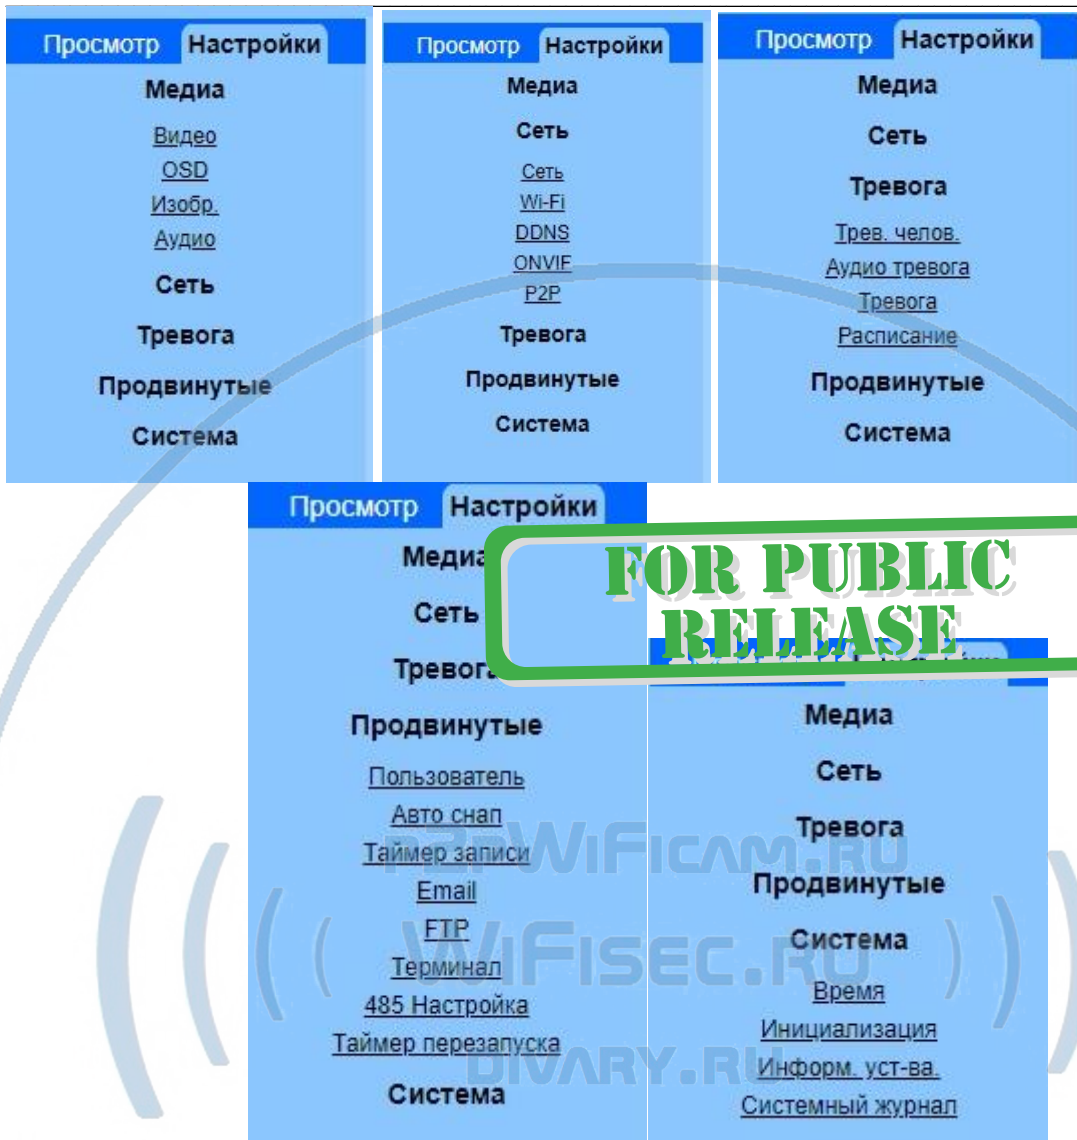 Просмотр Настройки
Медиа
Видео
OSD
Изобр.
Аудио
Сеть
Тревога
Продвинутые
Система
Просмотр Настройки
Медиа
Сеть
Сеть
Wi-Fi
DDNS
ONVIF
P2P
Тревога
Продвинутые
Система
Просмотр Настройки
Медиа
Сеть
Тревога
Трев. челов.
Аудио тревога
Тревога
Расписание
Продвинутые
Система
Просмотр Настройки
Медиа
Сеть
Тревога
Продвинутые
Пользователь
Авто снап
Таймер записи
Email
FTP
Терминал
485 Настройка
Таймер перезапуска
Система
FOR PUBLIC
RELEASE
Медиа
Сеть
Тревога
Продвинутые
Система
Время
Инициализация
Информ. уст-ва.
Системный журнал
P2PWIFICAM.RU
WIFISEC.RU
DIVARY.RU